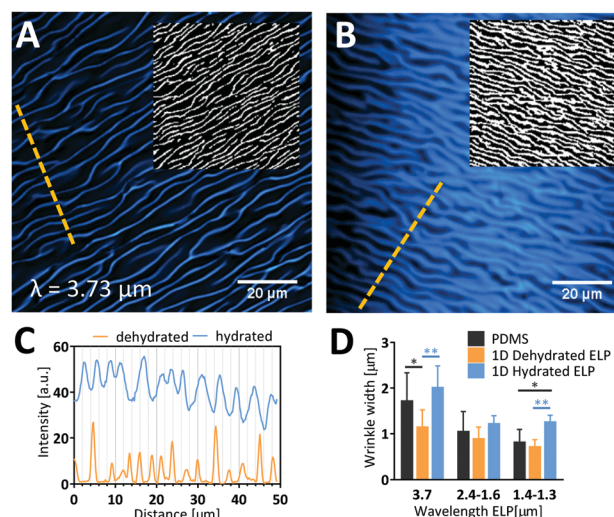 A
λ = 3.73 μm
20 μm
B
20 μm
C
dehydrated hydrated
Intensity [a.u.]
60
40
20
0
0 10 20 30 40 50
Distance [μm]
D
PDMS
1D Dehydrated ELP
1D Hydrated ELP
Wrinkle width [μm]
3
2
1
0
* ** * **
3.7 2.4-1.6 1.4-1.3
Wavelength ELP[μm]